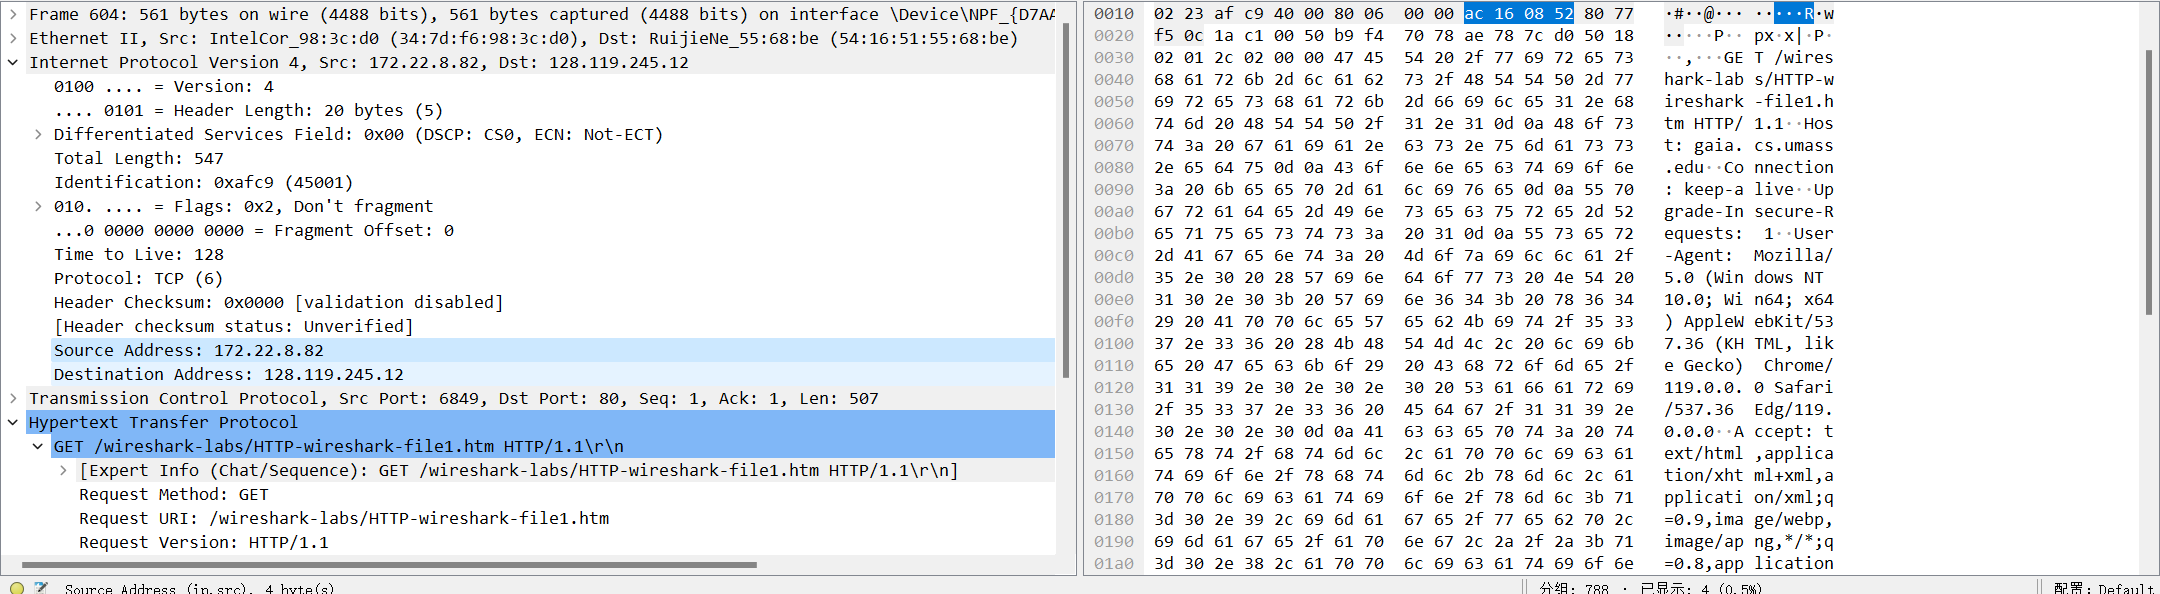 Frame 604: 561 bytes on wire (4488 bits), 561 bytes captured (4488 bits) on interface \Device\NPF_{D7AA
Ethernet II, Src: IntelCor_98:3c:d0 (34:7d:f6:98:3c:d0), Dst: RuijieNe_55:68:be (54:16:51:55:68:be)
Internet Protocol Version 4, Src: 172.22.8.82, Dst: 128.119.245.12
0100 .... = Version: 4
.... 0101 = Header Length: 20 bytes (5)
Differentiated Services Field: 0x00 (DSCP: CS0, ECN: Not-ECT)
Total Length: 547
Identification: 0xafc9 (45001)
010. .... = Flags: 0x2, Don't fragment
...0 0000 0000 0000 = Fragment Offset: 0
Time to Live: 128
Protocol: TCP (6)
Header Checksum: 0x0000 [validation disabled]
[Header checksum status: Unverified]
Source Address: 172.22.8.82
Destination Address: 128.119.245.12
Transmission Control Protocol, Src Port: 6849, Dst Port: 80, Seq: 1, Ack: 1, Len: 507
Hypertext Transfer Protocol
GET /wireshark-labs/HTTP-wireshark-file1.htm HTTP/1.1\r\n
[Expert Info (Chat/Sequence): GET /wireshark-labs/HTTP-wireshark-file1.htm HTTP/1.1\r\n]
Request Method: GET
Request URI: /wireshark-labs/HTTP-wireshark-file1.htm
Request Version: HTTP/1.1
0010 02 23 af c9 40 00 80 06 00 00 ac 16 08 52 80 77 ·#··@··· ·····R·w
0020 f5 0c 1a c1 00 50 b9 f4 70 78 ae 78 7c d0 50 18 ·····P·· px·x|·P·
0030 02 01 2c 02 00 00 47 45 54 20 2f 77 69 72 65 73 ··,···GE T /wires
0040 68 61 72 6b 2d 6c 61 62 73 2f 48 54 54 50 2d 77 hark-lab s/HTTP-w
0050 69 72 65 73 68 61 72 6b 2d 66 69 6c 65 31 2e 68 ireshark -file1.h
0060 74 6d 20 48 54 54 50 2f 31 2e 31 0d 0a 48 6f 73 tm HTTP/ 1.1··Hos
0070 74 3a 20 67 61 69 61 2e 63 73 2e 75 6d 61 73 73 t: gaia. cs.umass
0080 2e 65 64 75 0d 0a 43 6f 6e 6e 65 63 74 69 6f 6e .edu··Co nnection
0090 3a 20 6b 65 65 70 2d 61 6c 69 76 65 0d 0a 55 70 : keep-a live··Up
00a0 67 72 61 64 65 2d 49 6e 73 65 63 75 72 65 2d 52 grade-In secure-R
00b0 65 71 75 65 73 74 73 3a 20 31 0d 0a 55 73 65 72 equests: 1··User
00c0 2d 41 67 65 6e 74 3a 20 4d 6f 7a 69 6c 6c 61 2f -Agent: Mozilla/
00d0 35 2e 30 20 28 57 69 6e 64 6f 77 73 20 4e 54 20 5.0 (Win dows NT
00e0 31 30 2e 30 3b 20 57 69 6e 36 34 3b 20 78 36 34 10.0; Wi n64; x64
00f0 29 20 41 70 70 6c 65 57 65 62 4b 69 74 2f 35 33 ) AppleW ebKit/53
0100 37 2e 33 36 20 28 4b 48 54 4d 4c 2c 20 6c 69 6b 7.36 (KH TML, lik
0110 65 20 47 65 63 6b 6f 29 20 43 68 72 6f 6d 65 2f e Gecko) Chrome/
0120 31 31 39 2e 30 2e 30 2e 30 20 53 61 66 61 72 69 119.0.0. 0 Safari
0130 2f 35 33 37 2e 33 36 20 45 64 67 2f 31 31 39 2e /537.36 Edg/119.
0140 30 2e 30 2e 30 0d 0a 41 63 63 65 70 74 3a 20 74 0.0.0··A ccept: t
0150 65 78 74 2f 68 74 6d 6c 2c 61 70 70 6c 69 63 61 ext/html ,applica
0160 74 69 6f 6e 2f 78 68 74 6d 6c 2b 78 6d 6c 2c 61 tion/xht ml+xml,a
0170 70 70 6c 69 63 61 74 69 6f 6e 2f 78 6d 6c 3b 71 pplicati on/xml;q
0180 3d 30 2e 39 2c 69 6d 61 67 65 2f 77 65 62 70 2c =0.9,ima ge/webp,
0190 69 6d 61 67 65 2f 61 70 6e 67 2c 2a 2f 2a 3b 71 image/ap ng,*/*;q
01a0 3d 30 2e 38 2c 61 70 70 6c 69 63 61 74 69 6f 6e =0.8,app lication
Source Address (ip.src), 4 byte(s)
分组: 788 · 已显示: 4 (0.5%)
配置: Default